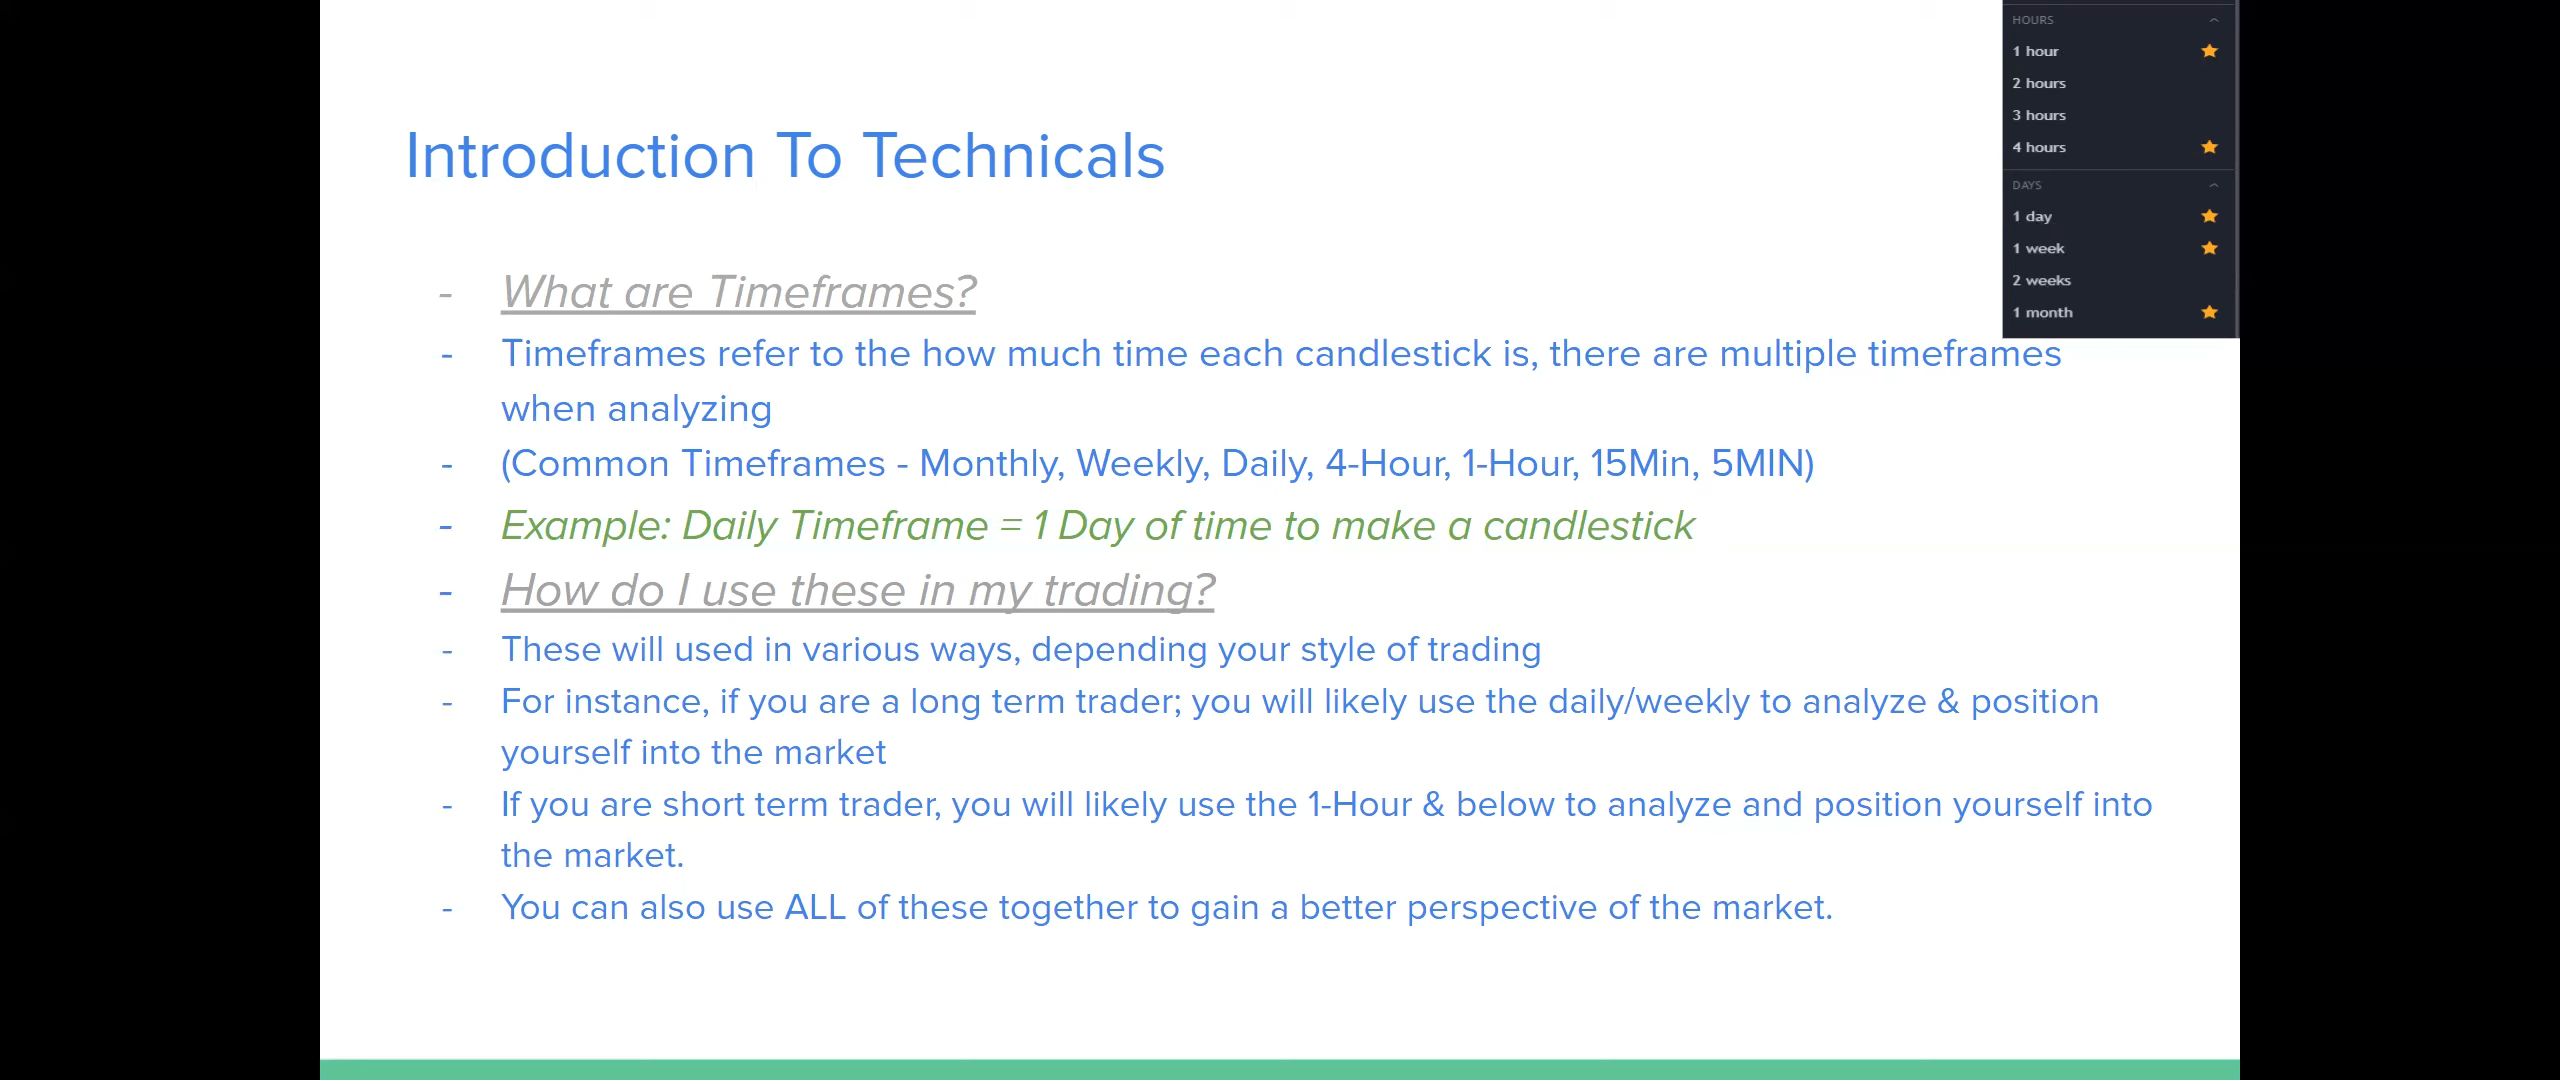 HOURS
1 hour
2 hours
3 hours
4 hours
DAYS
1 day
1 week
2 weeks
1 month
Introduction To Technicals
- What are Timeframes?
- Timeframes refer to the how much time each candlestick is, there are multiple timeframes
when analyzing
- (Common Timeframes - Monthly, Weekly, Daily, 4-Hour, 1-Hour, 15Min, 5MIN)
- Example: Daily Timeframe = 1 Day of time to make a candlestick
- How do I use these in my trading?
- These will used in various ways, depending your style of trading
- For instance, if you are a long term trader; you will likely use the daily/weekly to analyze & position
yourself into the market
- If you are short term trader, you will likely use the 1-Hour & below to analyze and position yourself into
the market.
- You can also use ALL of these together to gain a better perspective of the market.